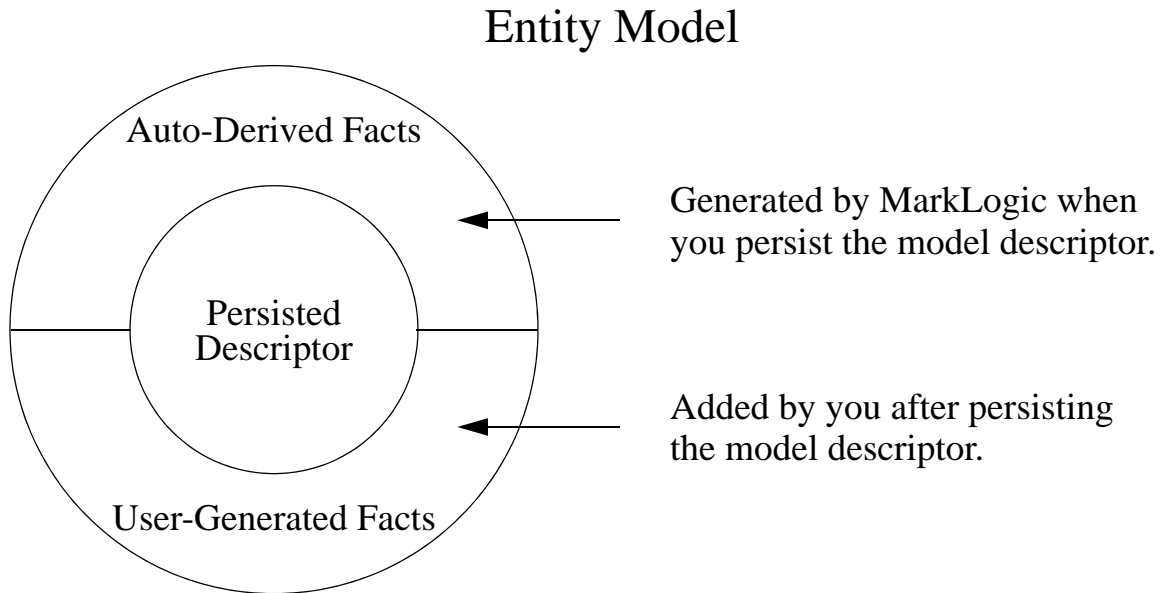 Entity Model
Auto-Derived Facts
Generated by MarkLogic when
you persist the model descriptor.
Persisted
Descriptor
Added by you after persisting
the model descriptor.
User-Generated Facts